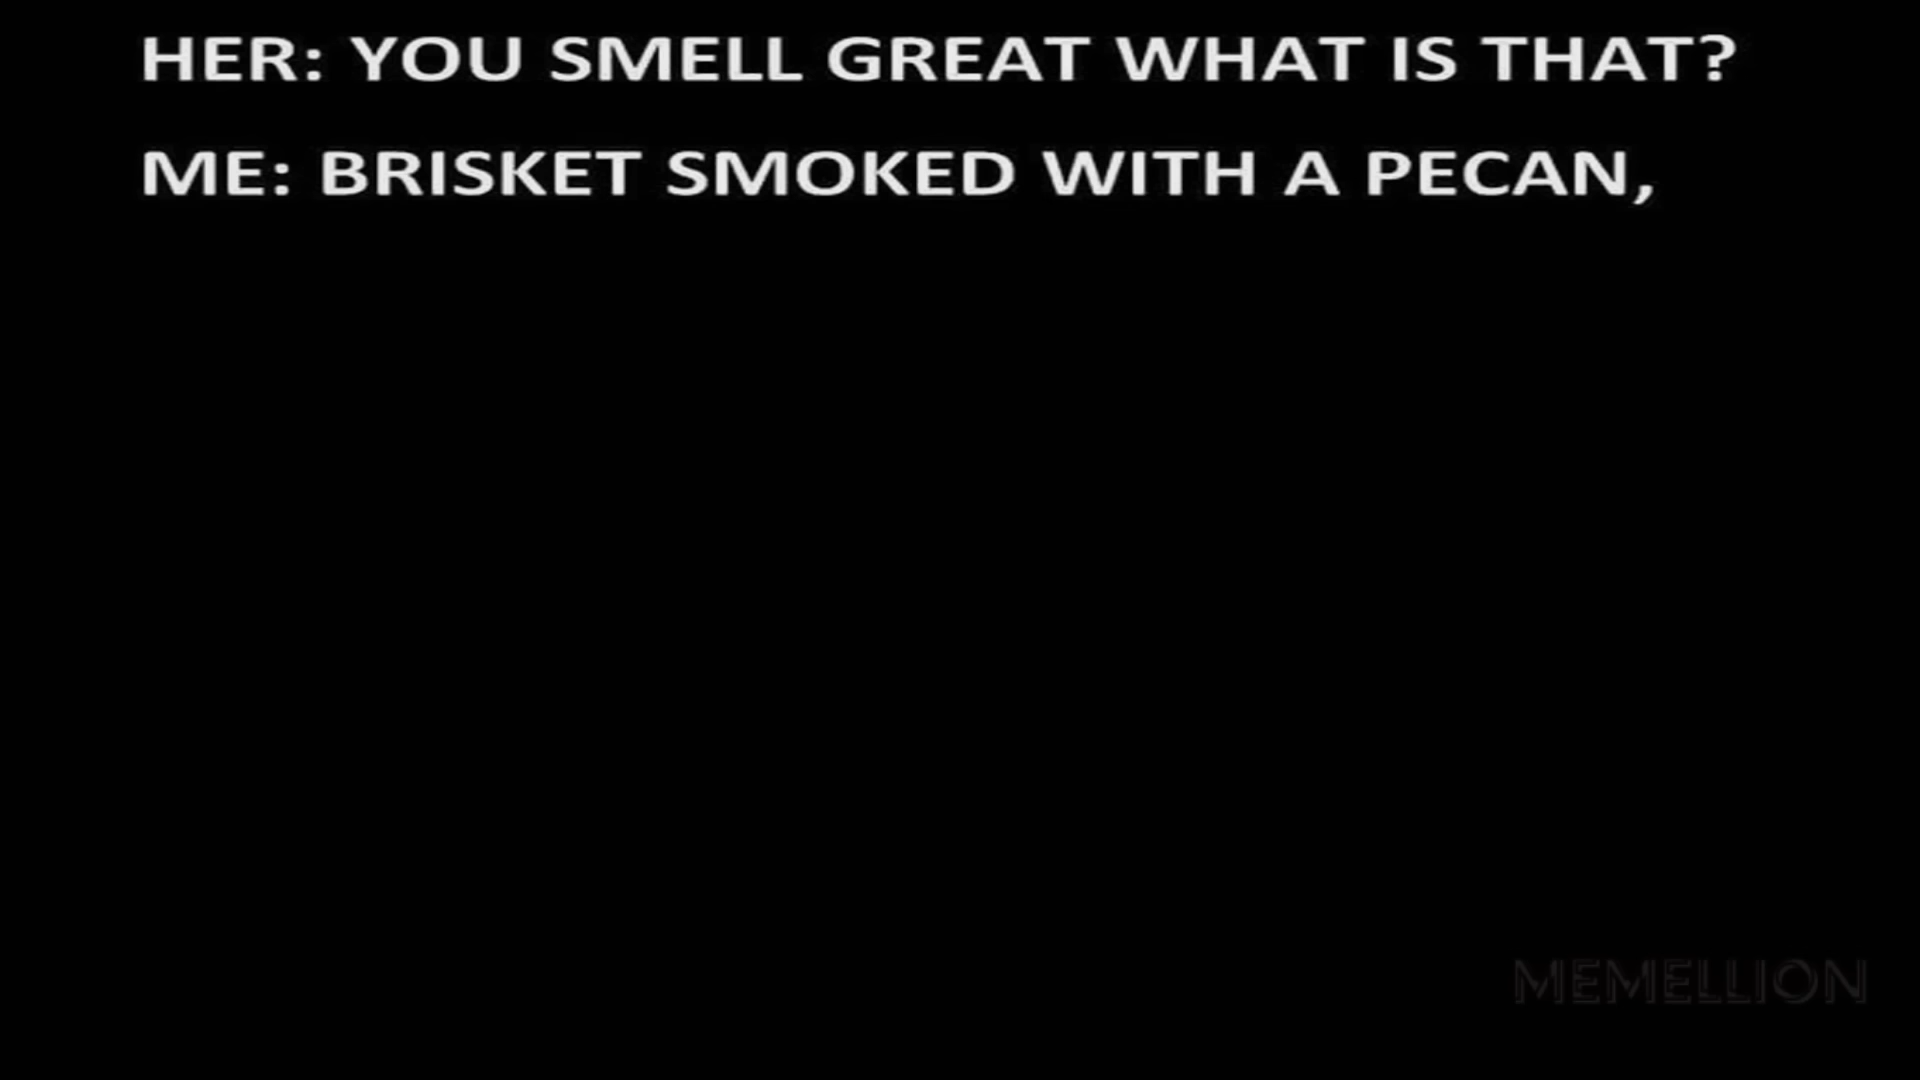 HER: YOU SMELL GREAT WHAT IS THAT?
ME: BRISKET SMOKED WITH A PECAN,
MEMELLION